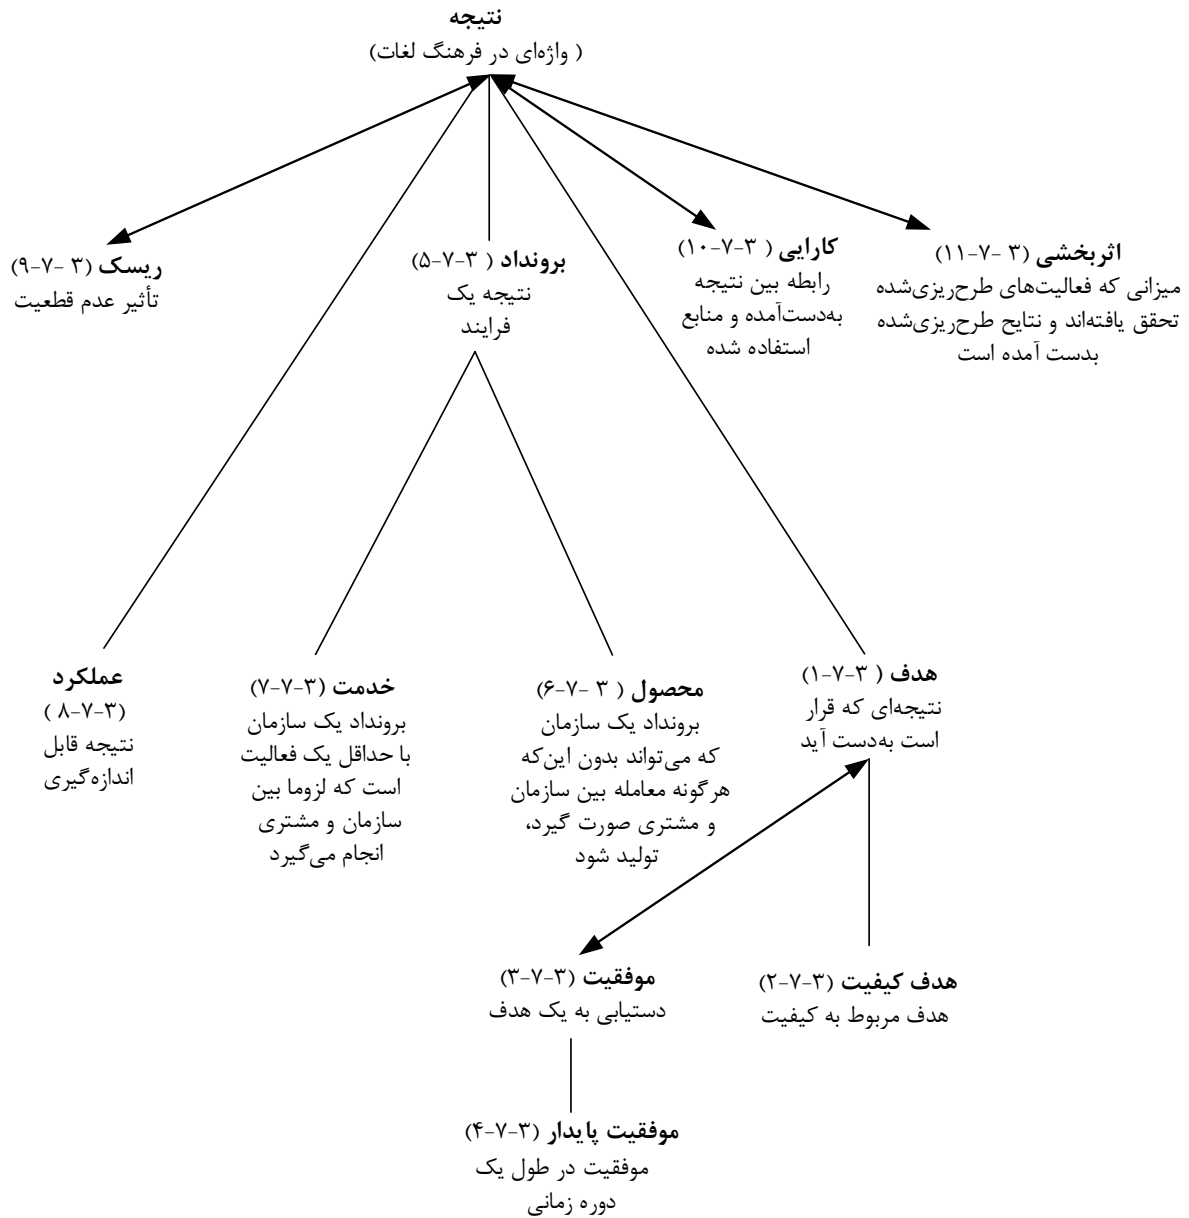 نتیجه
( واژه‌ای در فرهنگ لغات)
اثربخشی (۳ -۷-۱۱)
میزانی که فعالیت‌های طرح‌ریزی‌شده
تحقق یافته‌اند و نتایح طرح‌ریزی‌شده
بدست آمده است
کارایی ( ۳-۷-۱۰)
رابطه بین نتیجه
به‌دست‌آمده و منابع
استفاده شده
برونداد ( ۳-۷-۵)
نتیجه یک
فرایند
ریسک (۳ -۷-۹)
تأثیر عدم قطعیت
هدف ( ۳-۷-۱)
نتیجه‌ای که قرار
است به‌دست آید
محصول ( ۳ -۷-۶)
برونداد یک سازمان
که می‌تواند بدون این‌که
هرگونه معامله بین سازمان
و مشتری صورت گیرد،
تولید شود
خدمت (۳-۷-۷)
برونداد یک سازمان
با حداقل یک فعالیت
است که لزوما بین
سازمان و مشتری
انجام می‌گیرد
عملکرد
(۳-۷-۸ )
نتیجه قابل
اندازه‌گیری
هدف کیفیت (۳-۷-۲)
هدف مربوط به کیفیت
موفقیت (۳-۷-۳)
دستیابی به یک هدف
موفقیت پایدار (۳-۷-۴)
موفقیت در طول یک
دوره زمانی